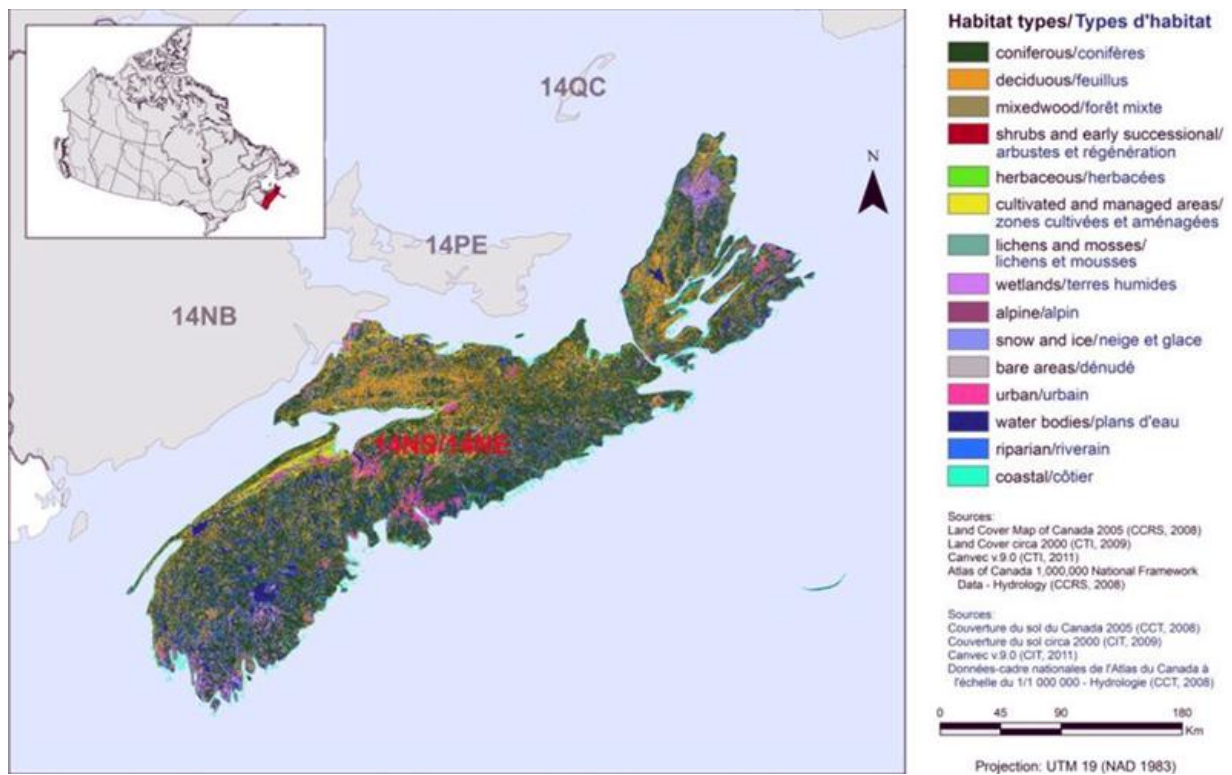 14QC
N
14PE
14NB
14NS/14NE
Habitat types/Types d'habitat
coniferous/conifères
deciduous/feuillus
mixedwood/forêt mixte
shrubs and early successional/
arbustes et régénération
herbaceous/herbacées
cultivated and managed areas/
zones cultivées et aménagées
lichens and mosses/
lichens et mousses
wetlands/terres humides
alpine/alpin
snow and ice/neige et glace
bare areas/dénudé
urban/urbain
water bodies/plans d'eau
riparian/riverain
coastal/côtier
Sources:
Land Cover Map of Canada 2005 (CCRS, 2008)
Land Cover circa 2000 (CTI, 2009)
Canvec v.9.0 (CTI, 2011)
Atlas of Canada 1,000,000 National Framework
Data - Hydrology (CCRS, 2008)
Sources:
Couverture du sol du Canada 2005 (CCT, 2008)
Couverture du sol circa 2000 (CIT, 2009)
Canvec v.9.0 (CIT, 2011)
Données-cadre nationales de l'Atlas du Canada à
l'échelle du 1/1 000 000 - Hydrologie (CCT, 2008)
0 45 90 180
Km
Projection: UTM 19 (NAD 1983)